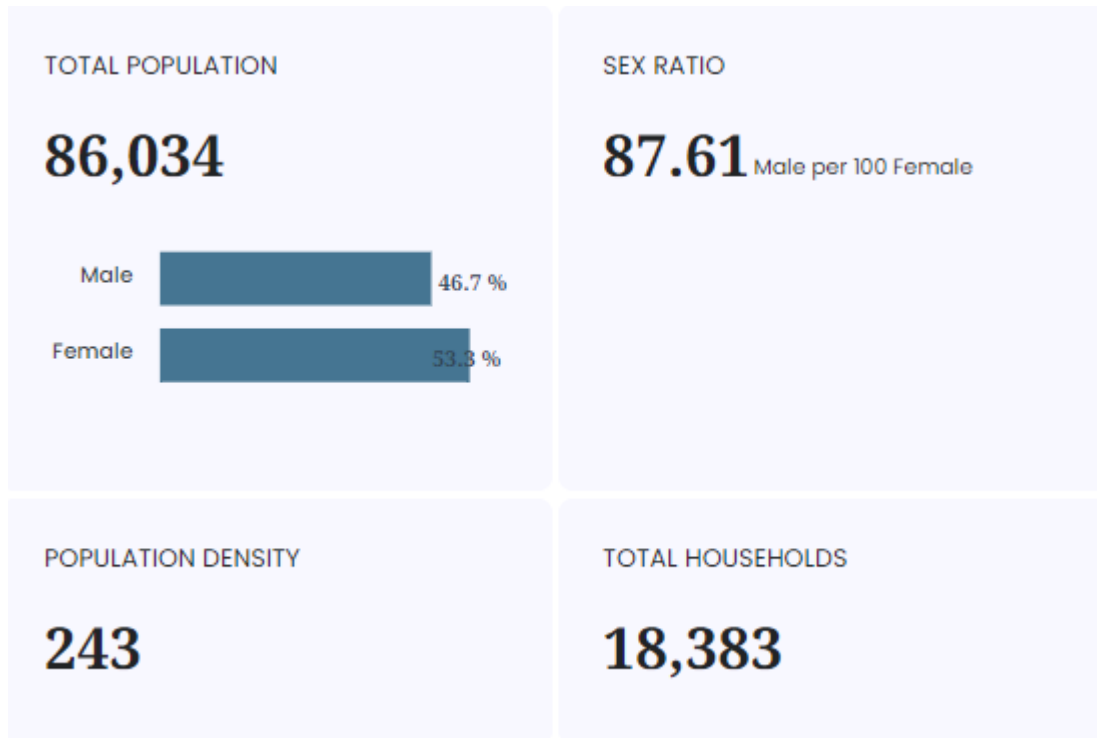 TOTAL POPULATION
86,034
Male 46.7 %
Female 53.3 %
SEX RATIO
87.61 Male per 100 Female
POPULATION DENSITY
243
TOTAL HOUSEHOLDS
18,383